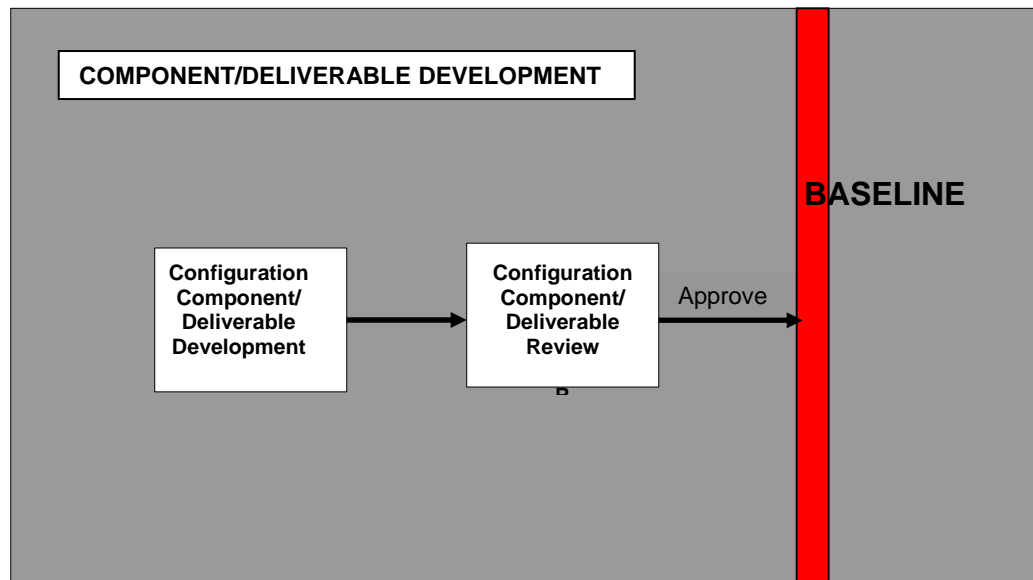 COMPONENT/DELIVERABLE DEVELOPMENT
BASELINE
Configuration
Component/
Deliverable
Development
Configuration
Component/
Deliverable
Review
Approve